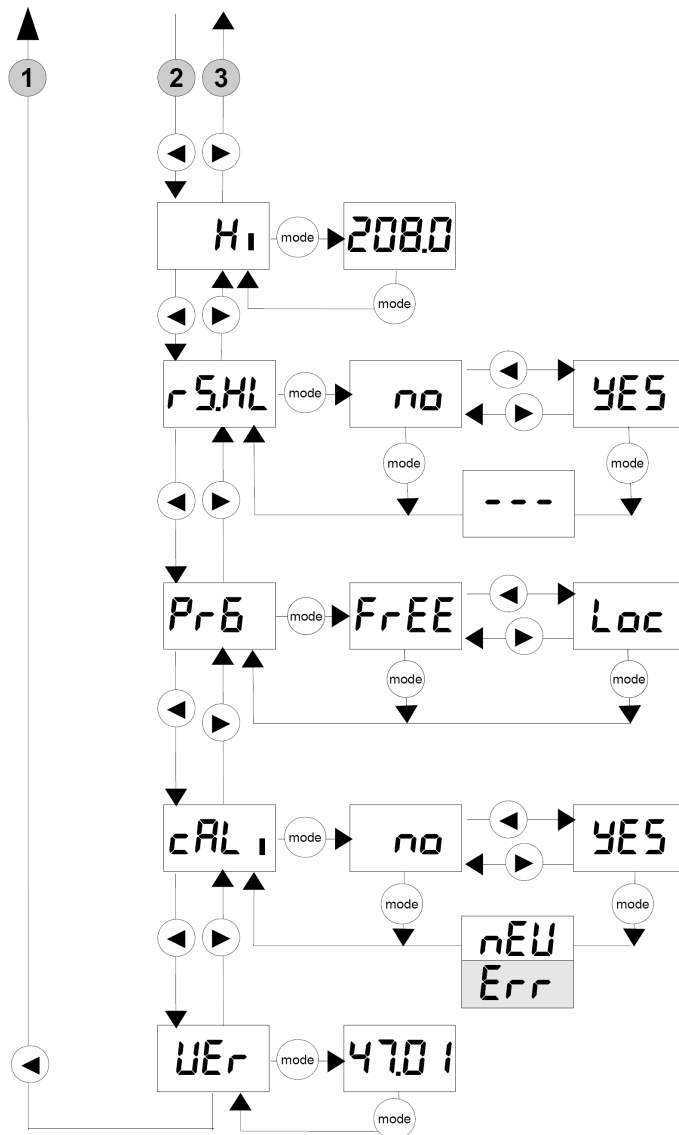 1 2 3
Hi mode 208.0
mode
rS.HL mode no YES
mode mode
---
PrG mode FrEE Loc
mode mode
cALi mode no YES
mode mode
nEU
Err
UEr mode 47.01
mode